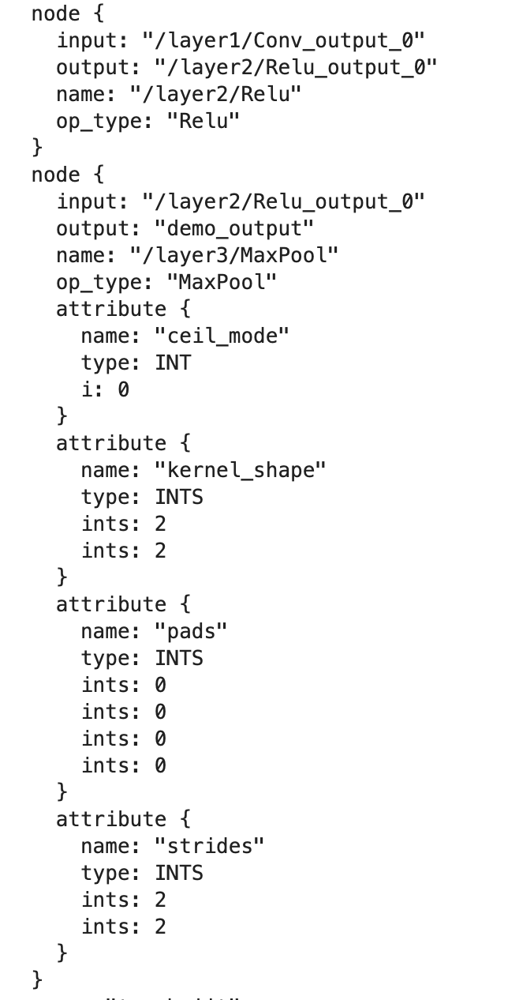 node {
  input: "/layer1/Conv_output_0"
  output: "/layer2/Relu_output_0"
  name: "/layer2/Relu"
  op_type: "Relu"
}
node {
  input: "/layer2/Relu_output_0"
  output: "demo_output"
  name: "/layer3/MaxPool"
  op_type: "MaxPool"
  attribute {
    name: "ceil_mode"
    type: INT
    i: 0
  }
  attribute {
    name: "kernel_shape"
    type: INTS
    ints: 2
    ints: 2
  }
  attribute {
    name: "pads"
    type: INTS
    ints: 0
    ints: 0
    ints: 0
    ints: 0
  }
  attribute {
    name: "strides"
    type: INTS
    ints: 2
    ints: 2
  }
}